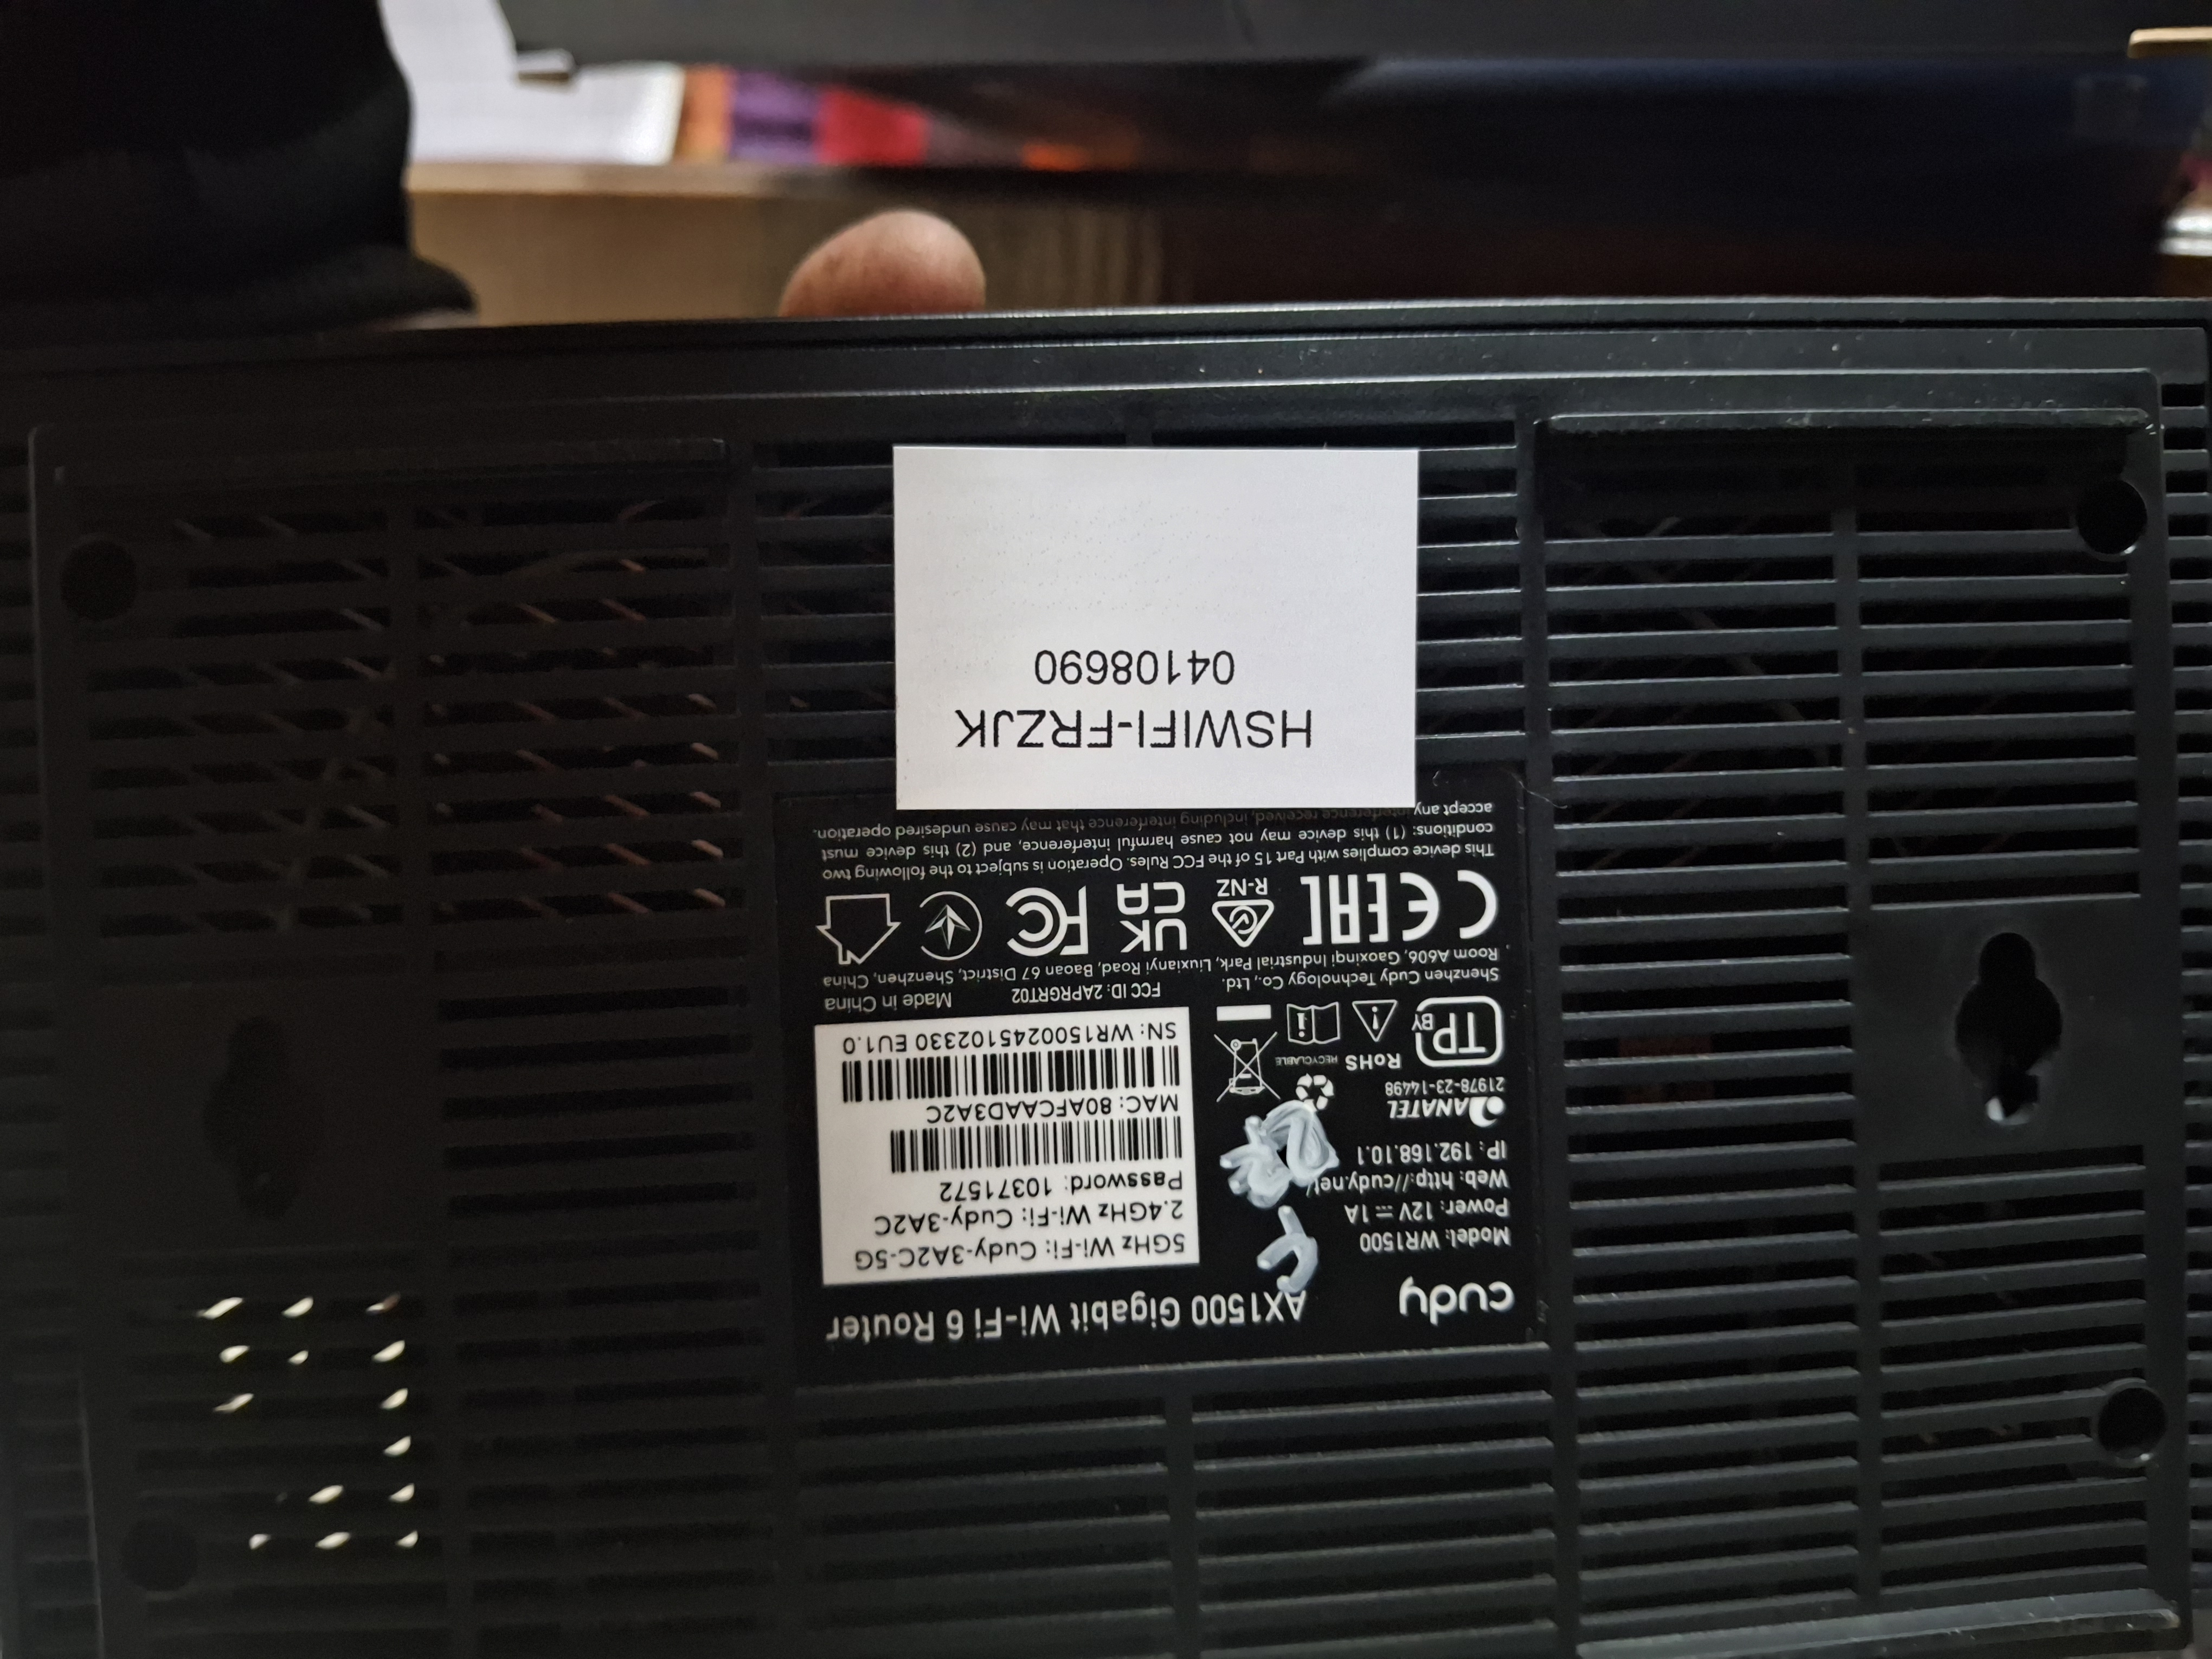 cudy
AX1500 Gigabit Wi-Fi 6 Router
Model: WR1500
Power: 12V ⎓ 1A
Web: http://cudy.net/
IP: 192.168.10.1
ANATEL
21978-23-14498
TP BY
RoHS
RECYCLABLE
5GHz Wi-Fi: Cudy-3A2C-5G
2.4GHz Wi-Fi: Cudy-3A2C
Password: 10371572
MAC: 80AFCAAD3A2C
SN: WR1500245102330 EU1.0
Shenzhen Cudy Technology Co., Ltd.
FCC ID: 2APRGRT02
Made in China
Room A606, Gaoxinqi Industrial Park, Liuxianyi Road, Baoan 67 District, Shenzhen, China
CE EAC R-NZ UK CA FC
This device complies with Part 15 of the FCC Rules. Operation is subject to the following two
conditions: (1) this device may not cause harmful interference, and (2) this device must
accept any interference received, including interference that may cause undesired operation.
HSWIFI-FRZJK
04108690